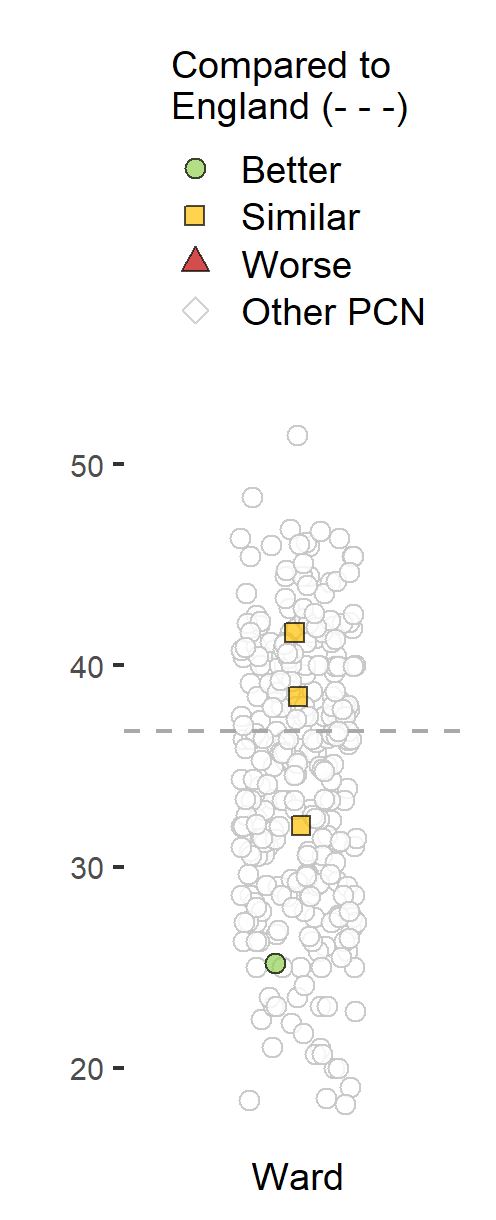 Compared to
England (- - -)
Better
Similar
Worse
Other PCN
50
40
30
20
Ward